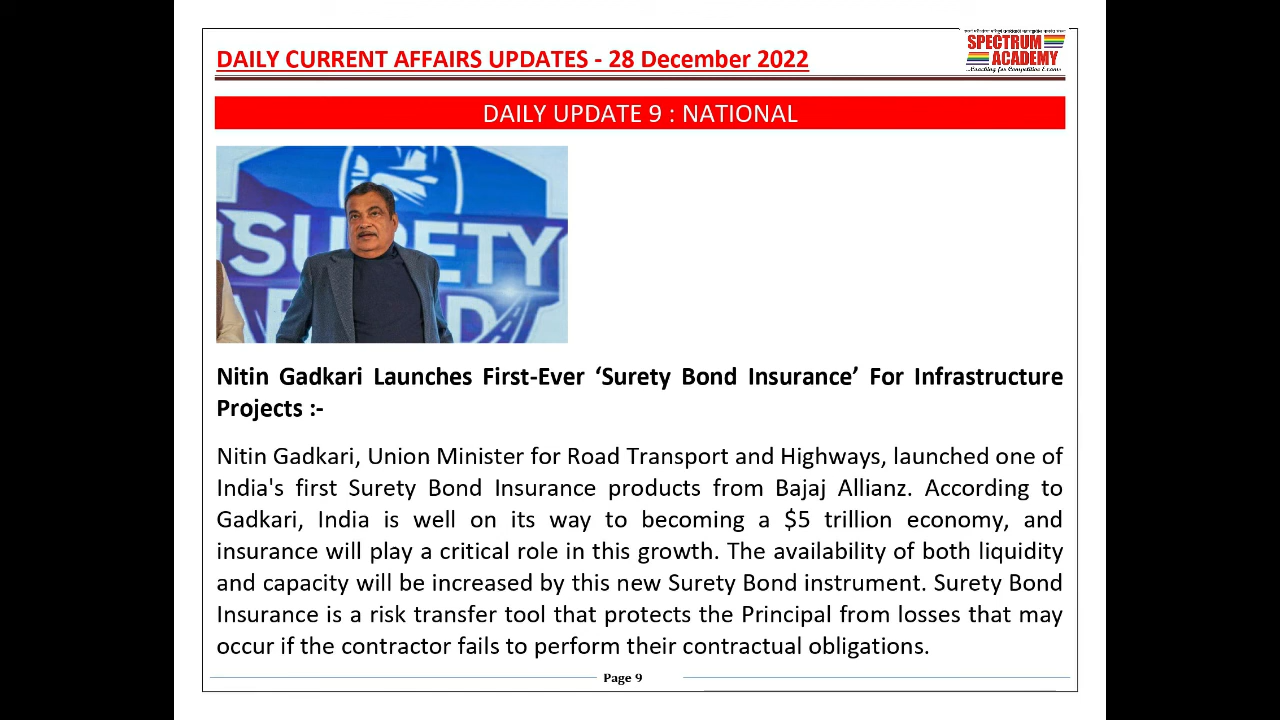 DAILY CURRENT AFFAIRS UPDATES - 28 December 2022
SPECTRUM
ACADEMY
...Coaching for Competitive Exams
DAILY UPDATE 9 : NATIONAL
SURETY
Nitin Gadkari Launches First-Ever ‘Surety Bond Insurance’ For Infrastructure
Projects :-
Nitin Gadkari, Union Minister for Road Transport and Highways, launched one of
India's first Surety Bond Insurance products from Bajaj Allianz. According to
Gadkari, India is well on its way to becoming a $5 trillion economy, and
insurance will play a critical role in this growth. The availability of both liquidity
and capacity will be increased by this new Surety Bond instrument. Surety Bond
Insurance is a risk transfer tool that protects the Principal from losses that may
occur if the contractor fails to perform their contractual obligations.
Page 9